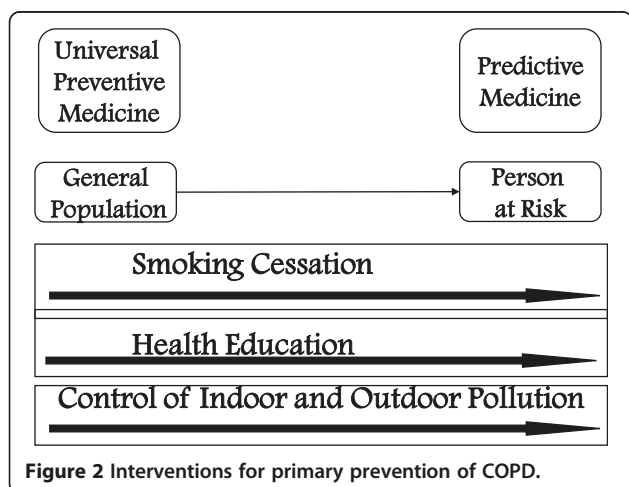 Universal
Preventive
Medicine
Predictive
Medicine
General
Population
Person
at Risk
Smoking Cessation
Health Education
Control of Indoor and Outdoor Pollution
Figure 2 Interventions for primary prevention of COPD.